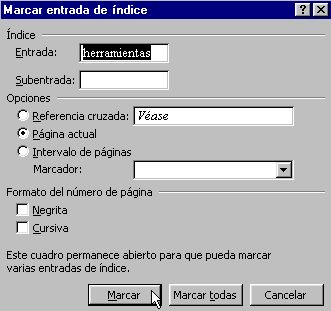 Marcar entrada de índice
Índice
Entrada: herramientas
Subentrada:
Opciones
Referencia cruzada: Véase
Página actual
Intervalo de páginas
Marcador:
Formato del número de página
Negrita
Cursiva
Este cuadro permanece abierto para que pueda marcar
varias entradas de índice.
Marcar Marcar todas Cancelar